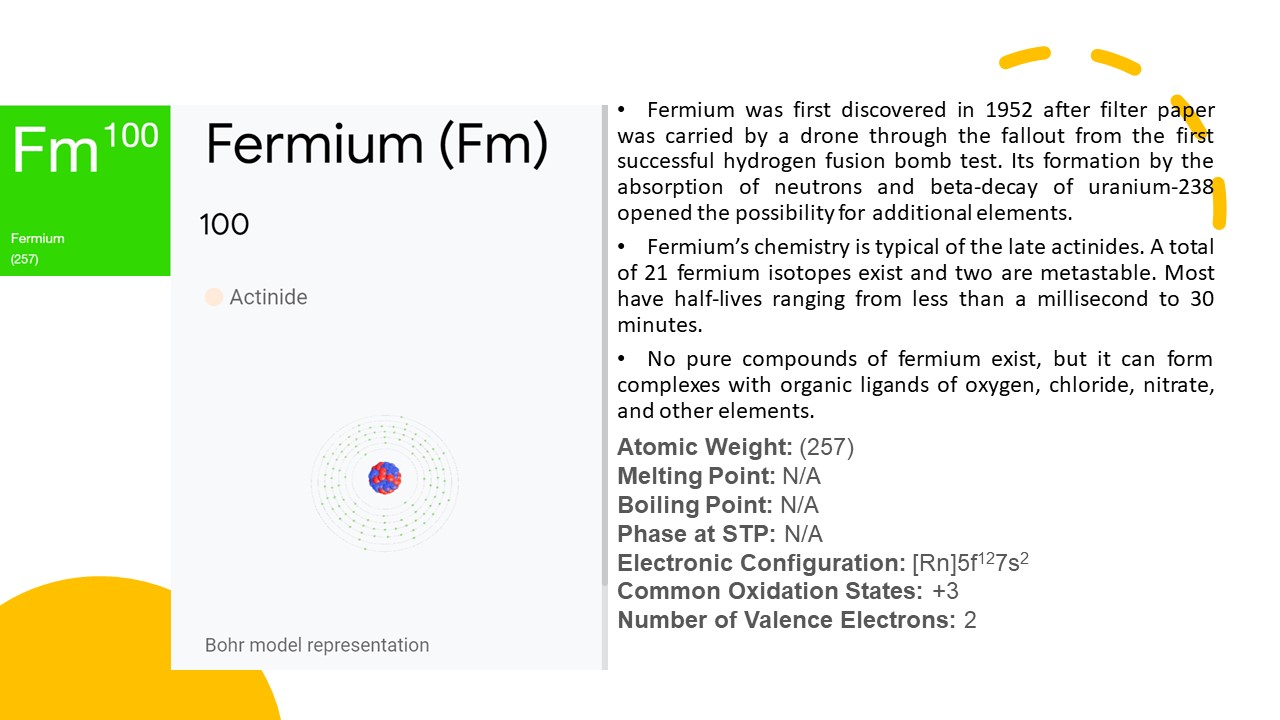 Fm¹⁰⁰
Fermium
(257)
Fermium (Fm)
100
Actinide
Bohr model representation
• Fermium was first discovered in 1952 after filter paper
was carried by a drone through the fallout from the first
successful hydrogen fusion bomb test. Its formation by the
absorption of neutrons and beta-decay of uranium-238
opened the possibility for additional elements.
• Fermium’s chemistry is typical of the late actinides. A total
of 21 fermium isotopes exist and two are metastable. Most
have half-lives ranging from less than a millisecond to 30
minutes.
• No pure compounds of fermium exist, but it can form
complexes with organic ligands of oxygen, chloride, nitrate,
and other elements.
Atomic Weight: (257)
Melting Point: N/A
Boiling Point: N/A
Phase at STP: N/A
Electronic Configuration: [Rn]5f¹²7s²
Common Oxidation States: +3
Number of Valence Electrons: 2